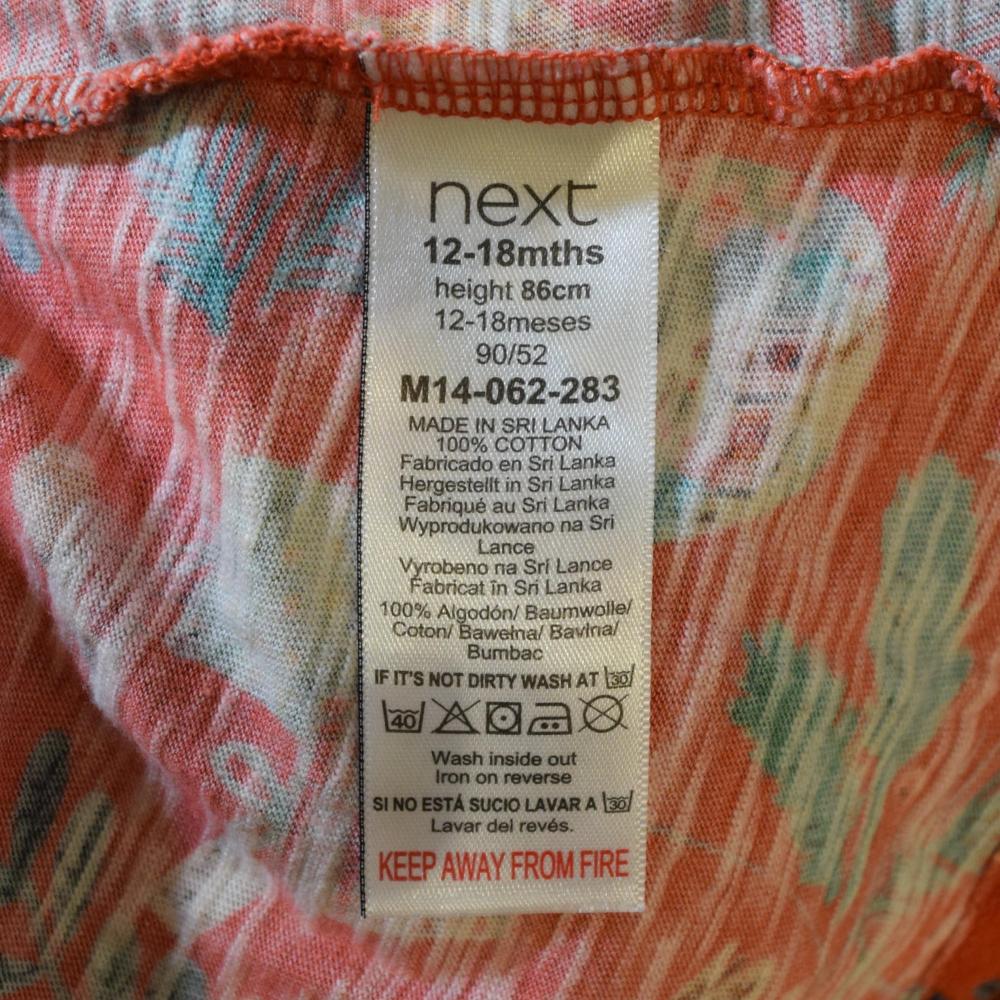 next
12-18mths
height 86cm
12-18meses
90/52
M14-062-283
MADE IN SRI LANKA
100% COTTON
Fabricado en Sri Lanka
Hergestellt in Sri Lanka
Fabriqué au Sri Lanka
Wyprodukowano na Sri
Lance
Vyrobeno na Srí Lance
Fabricat în Sri Lanka
100% Algodón/ Baumwolle/
Coton/ Bawełna/ Bavlna/
Bumbac
IF IT'S NOT DIRTY WASH AT 30
40
Wash inside out
Iron on reverse
SI NO ESTÁ SUCIO LAVAR A 30
Lavar del revés.
KEEP AWAY FROM FIRE